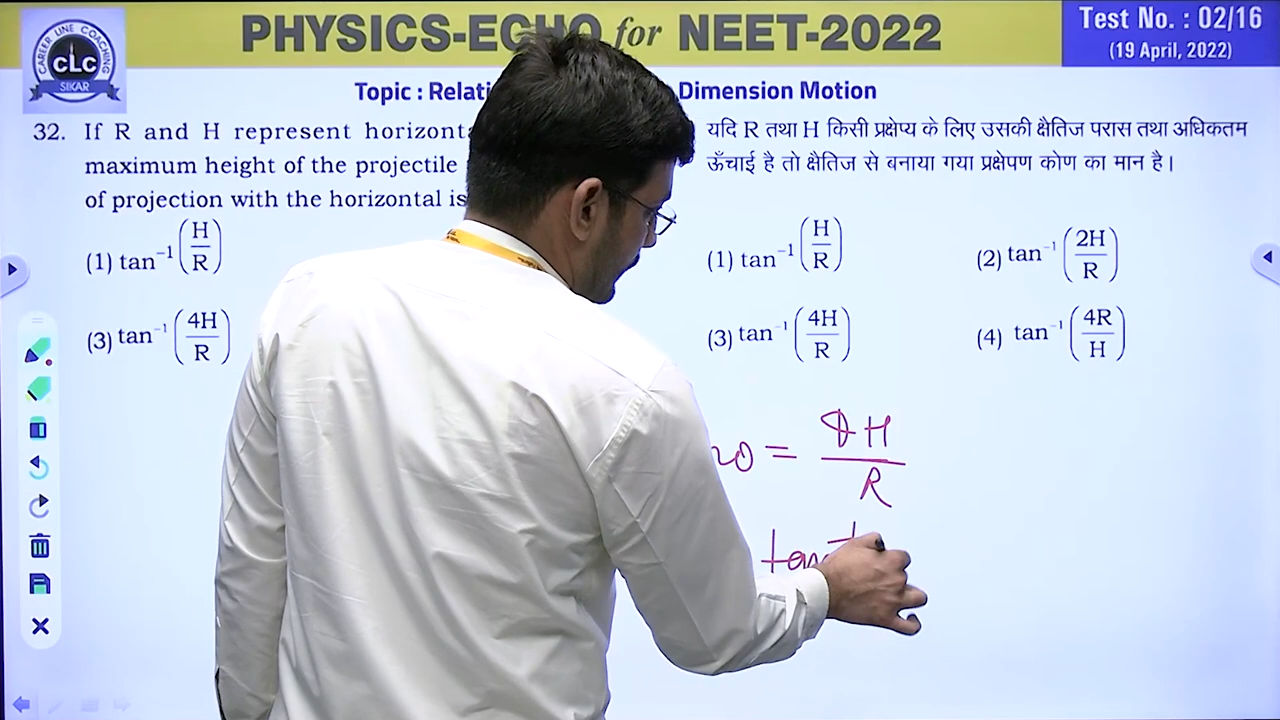 PHYSICS-ECHO for NEET-2022
Test No. : 02/16
(19 April, 2022)
CAREER LINE COACHING
CLC
SIKAR
Topic : Relati Dimension Motion
32. If R and H represent horizonta
maximum height of the projectile
of projection with the horizontal is
(1) tan⁻¹ (H/R)
(3) tan⁻¹ (4H/R)
यदि R तथा H किसी प्रक्षेप्य के लिए उसकी क्षैतिज परास तथा अधिकतम
ऊँचाई है तो क्षैतिज से बनाया गया प्रक्षेपण कोण का मान है।
(1) tan⁻¹ (H/R) (2) tan⁻¹ (2H/R)
(3) tan⁻¹ (4H/R) (4) tan⁻¹ (4R/H)
= H/R
tan